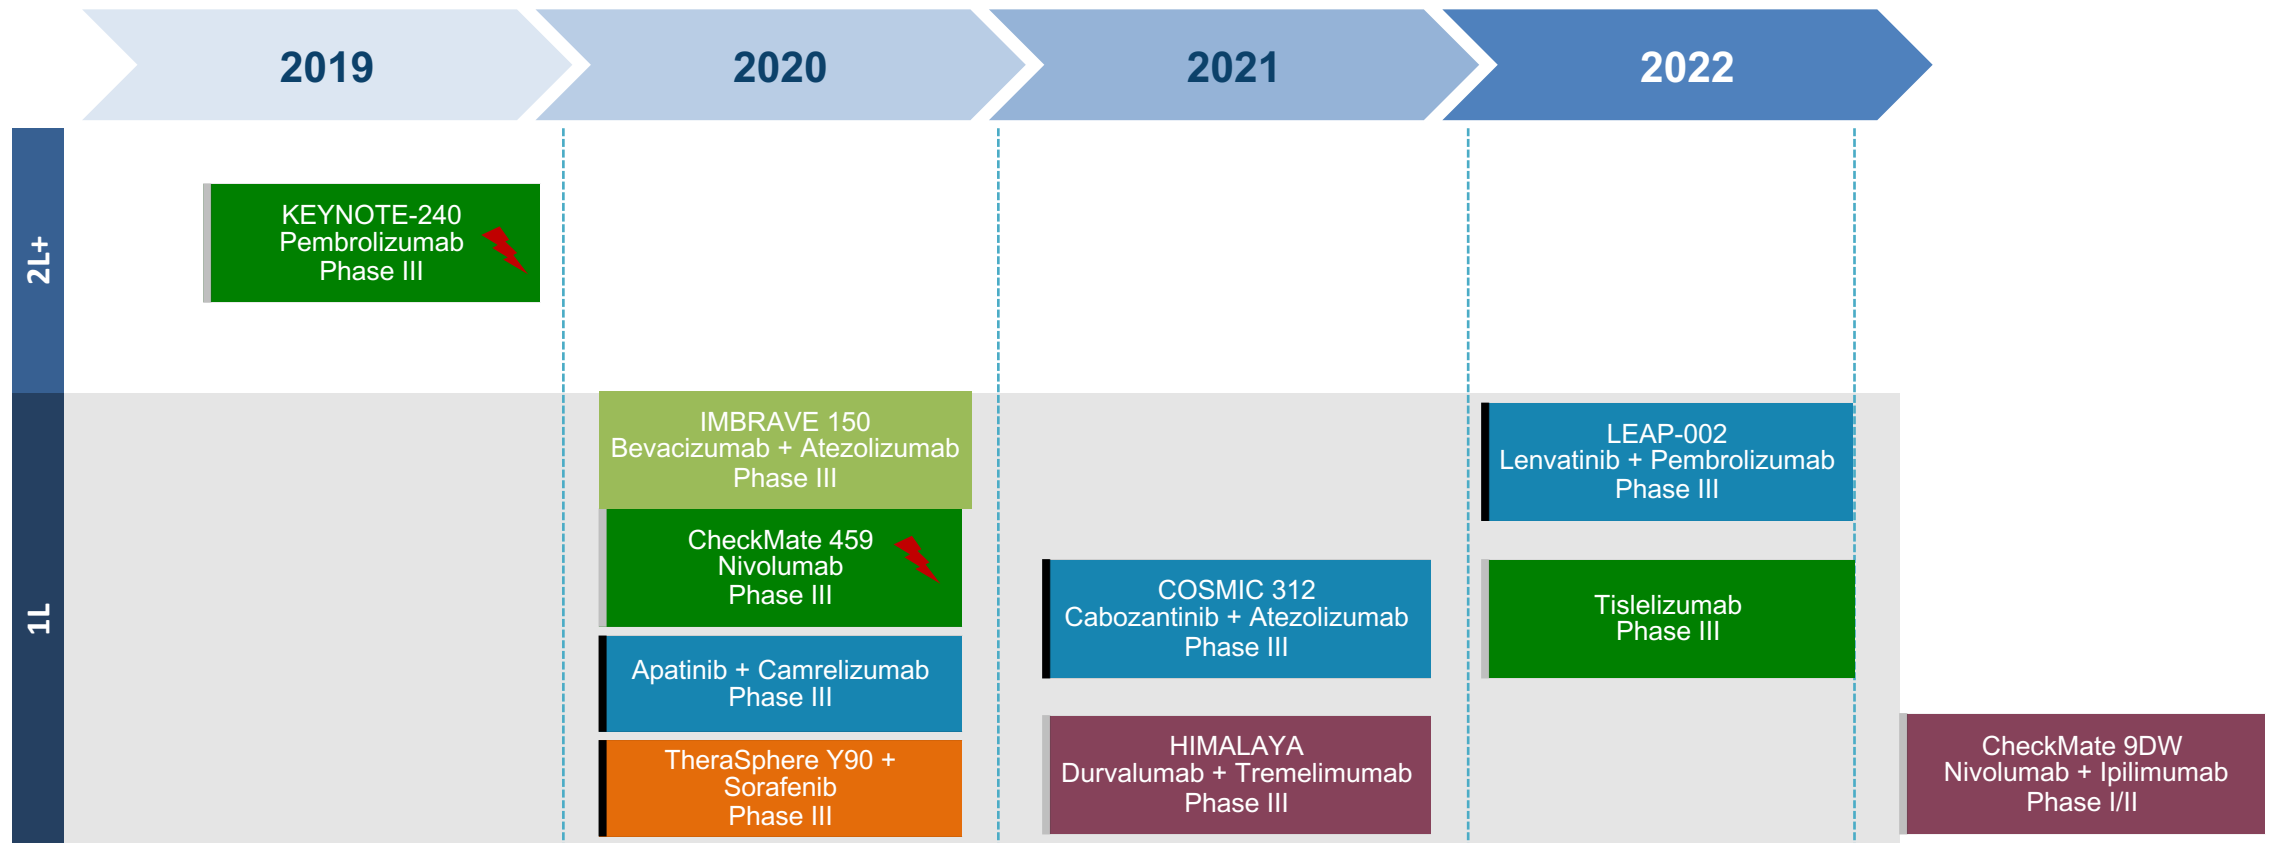 2019
2020
2021
2022
2L+
KEYNOTE-240
Pembrolizumab
Phase III
1L
IMBRAVE 150
Bevacizumab + Atezolizumab
Phase III
CheckMate 459
Nivolumab
Phase III
Apatinib + Camrelizumab
Phase III
TheraSphere Y90 +
Sorafenib
Phase III
COSMIC 312
Cabozantinib + Atezolizumab
Phase III
HIMALAYA
Durvalumab + Tremelimumab
Phase III
LEAP-002
Lenvatinib + Pembrolizumab
Phase III
Tislelizumab
Phase III
CheckMate 9DW
Nivolumab + Ipilimumab
Phase I/II